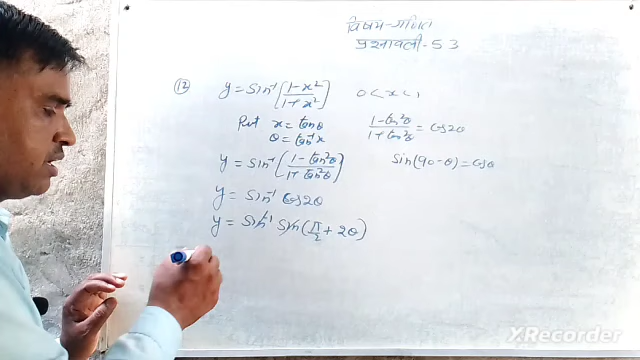 विषय-गणित
प्रश्नावली-5.3
(12) y = Sin⁻¹[(1-x²)/(1+x²)] 0<x<1
Put x = tanθ (1-tan²θ)/(1+tan²θ) = Cos2θ
θ = tan⁻¹x
y = Sin⁻¹((1-tan²θ)/(1+tan²θ)) Sin(90-θ) = Cosθ
y = Sin⁻¹ Cos2θ
y = Sin⁻¹ Sin(π/2 + 2θ)
XRecorder